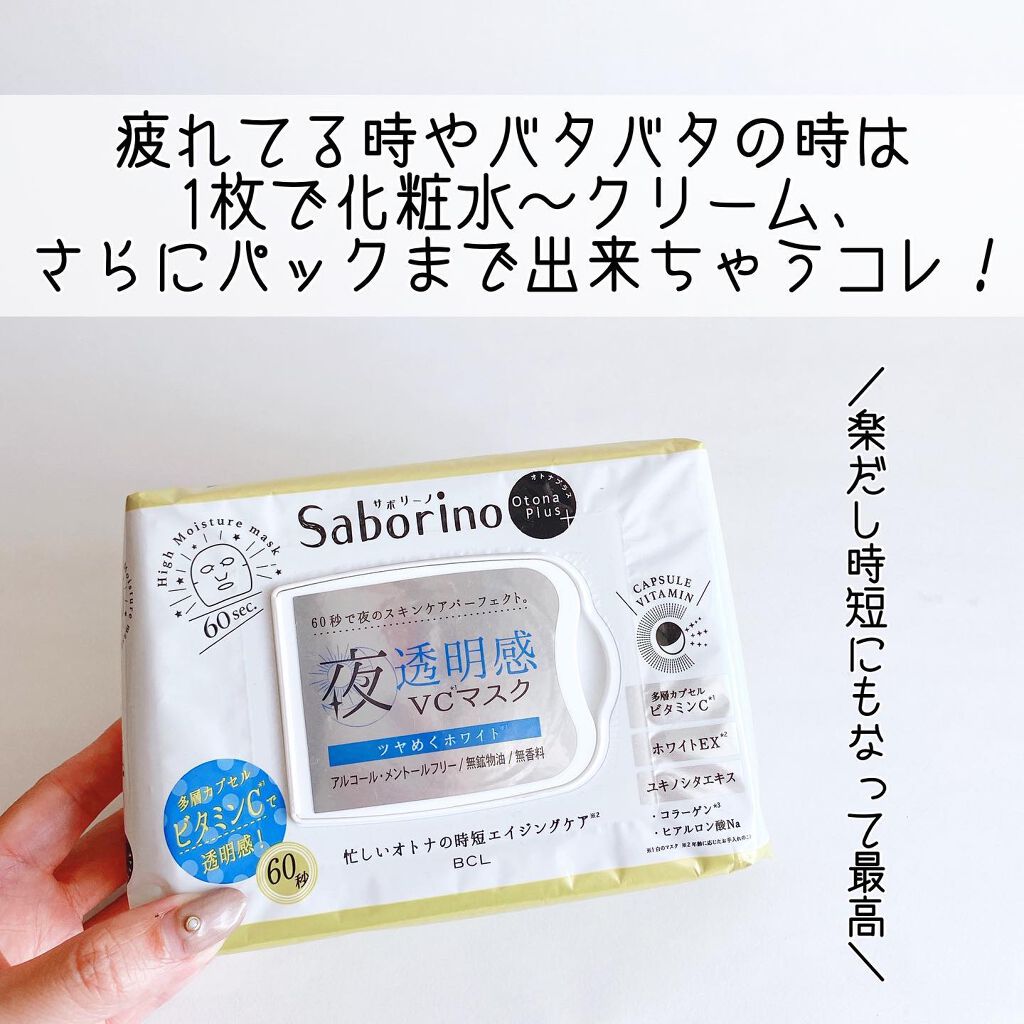 疲れてる時やバタバタの時は
1枚で化粧水～クリーム、
さらにパックまで出来ちゃうコレ！
＼楽だし時短にもなって最高／
サボリーノ
Saborino
オトナプラス
Otona
Plus
+
High Moisture mask
60sec.
60秒で夜のスキンケアパーフェクト。
夜 透明感
VC*¹マスク
ツヤめくホワイト
アルコール・メントールフリー/無鉱物油/無香料
CAPSULE
VITAMIN
多層カプセル
ビタミンC*¹
ホワイトEX*²
ユキノシタエキス
・コラーゲン*³
・ヒアルロン酸Na
多層カプセル
ビタミンC*¹で
透明感！
60秒
忙しいオトナの時短エイジングケア※2
BCL